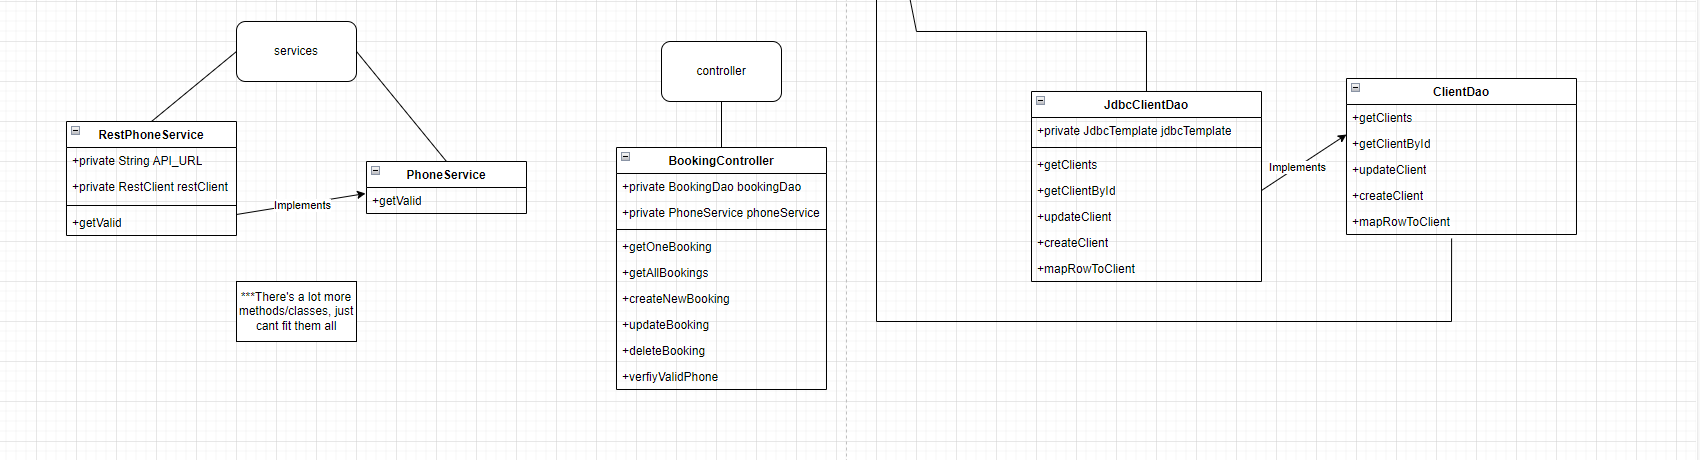 services
RestPhoneService
+private String API_URL
+private RestClient restClient
+getValid
Implements
PhoneService
+getValid
***There's a lot more
methods/classes, just
cant fit them all
controller
BookingController
+private BookingDao bookingDao
+private PhoneService phoneService
+getOneBooking
+getAllBookings
+createNewBooking
+updateBooking
+deleteBooking
+verfiyValidPhone
JdbcClientDao
+private JdbcTemplate jdbcTemplate
+getClients
+getClientById
+updateClient
+createClient
+mapRowToClient
Implements
ClientDao
+getClients
+getClientById
+updateClient
+createClient
+mapRowToClient